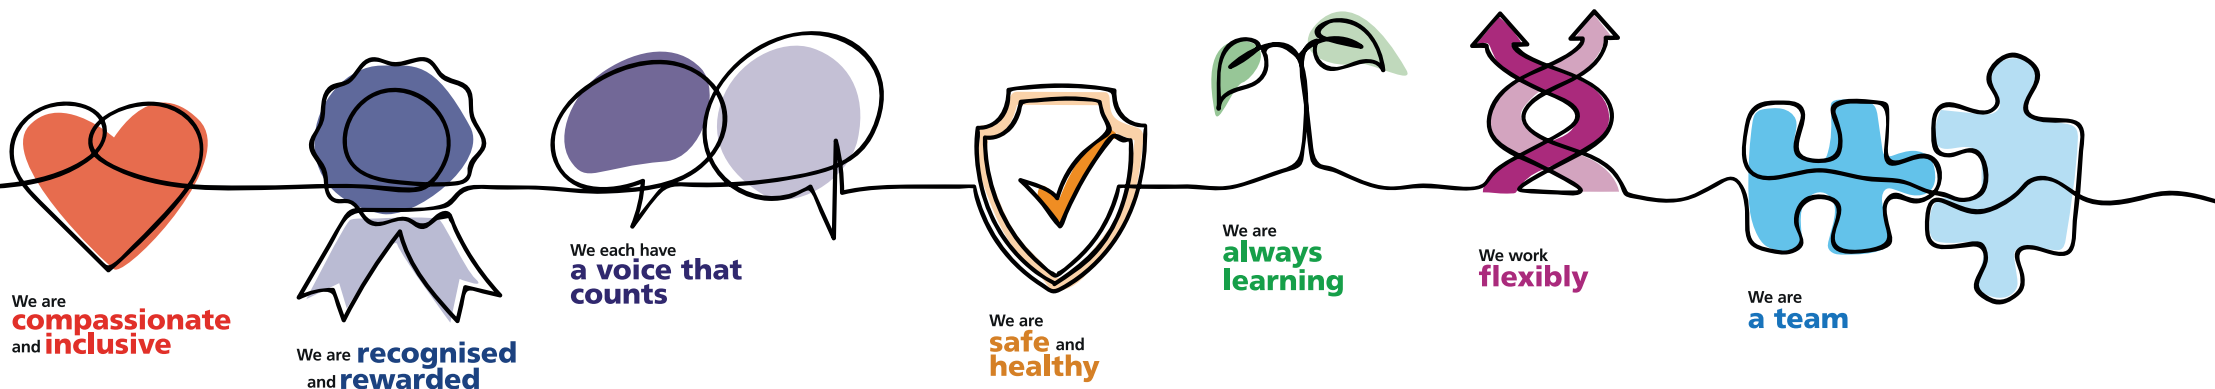 We are
compassionate
and inclusive
We are recognised
and rewarded
We each have
a voice that
counts
We are
safe and
healthy
We are
always
learning
We work
flexibly
We are
a team